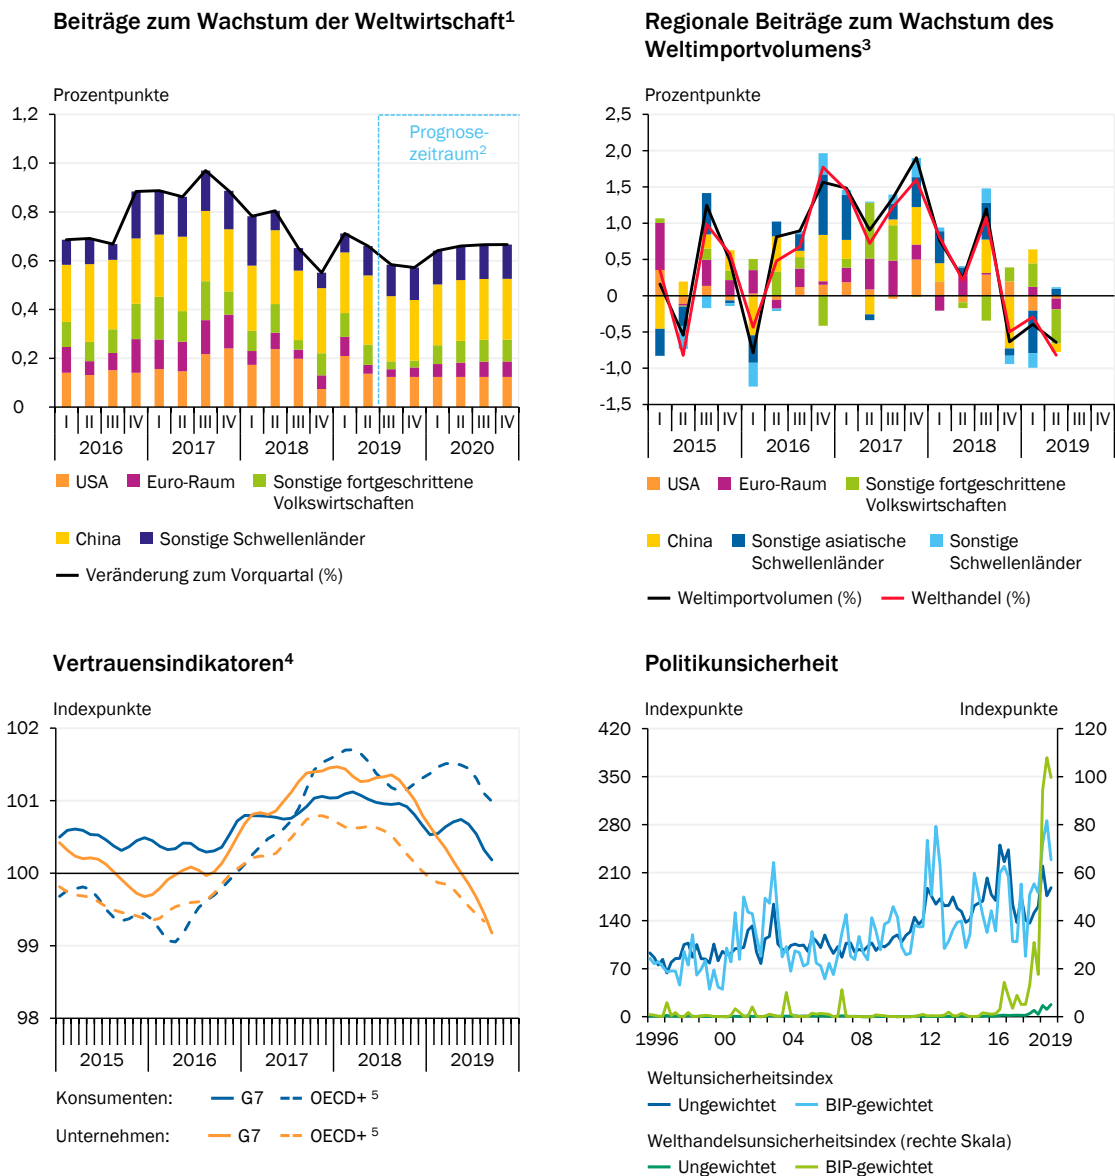 Beiträge zum Wachstum der Weltwirtschaft¹
Prozentpunkte
1,2
1,0
0,8
0,6
0,4
0,2
0
Prognose-
zeitraum²
I II III IV I II III IV I II III IV I II III IV I II III IV
2016 2017 2018 2019 2020
USA Euro-Raum Sonstige fortgeschrittene
Volkswirtschaften
China Sonstige Schwellenländer
Veränderung zum Vorquartal (%)
Regionale Beiträge zum Wachstum des
Weltimportvolumens³
Prozentpunkte
2,5
2,0
1,5
1,0
0,5
0
-0,5
-1,0
-1,5
I II III IV I II III IV I II III IV I II III IV I II III IV
2015 2016 2017 2018 2019
USA Euro-Raum Sonstige fortgeschrittene
Volkswirtschaften
China Sonstige asiatische Sonstige
Schwellenländer Schwellenländer
Weltimportvolumen (%) Welthandel (%)
Vertrauensindikatoren⁴
Indexpunkte
102
101
100
99
98
2015 2016 2017 2018 2019
Konsumenten: G7 OECD+ ⁵
Unternehmen: G7 OECD+ ⁵
Politikunsicherheit
Indexpunkte Indexpunkte
420 120
350 100
280 80
210 60
140 40
70 20
0 0
1996 00 04 08 12 16 2019
Weltunsicherheitsindex
Ungewichtet BIP-gewichtet
Welthandelsunsicherheitsindex (rechte Skala)
Ungewichtet BIP-gewichtet